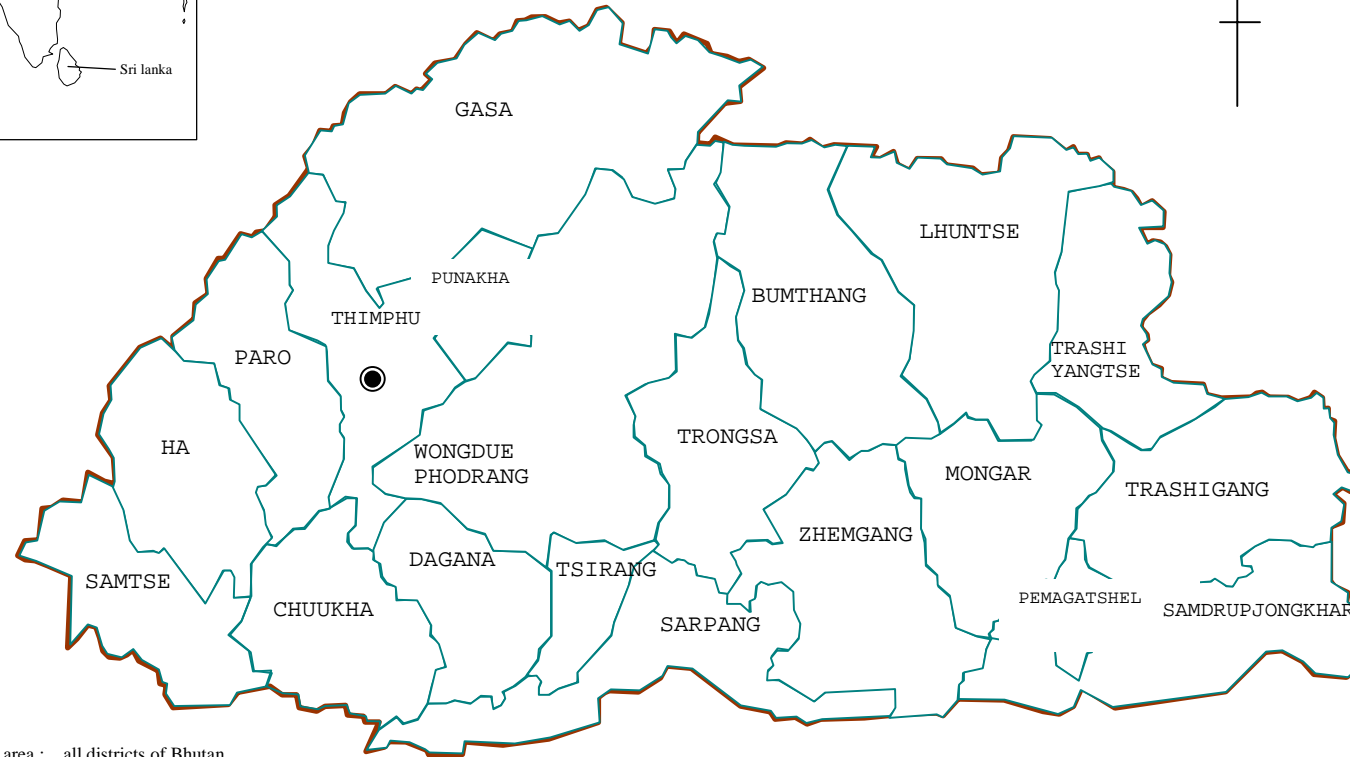 Sri lanka
GASA
LHUNTSE
PUNAKHA
BUMTHANG
THIMPHU
PARO
TRASHI
YANGTSE
TRONGSA
HA
WONGDUE
PHODRANG
MONGAR
TRASHIGANG
ZHEMGANG
DAGANA
TSIRANG
SAMTSE
PEMAGATSHEL
CHUUKHA
SAMDRUPJONGKHAR
SARPANG
area : all districts of Bhutan